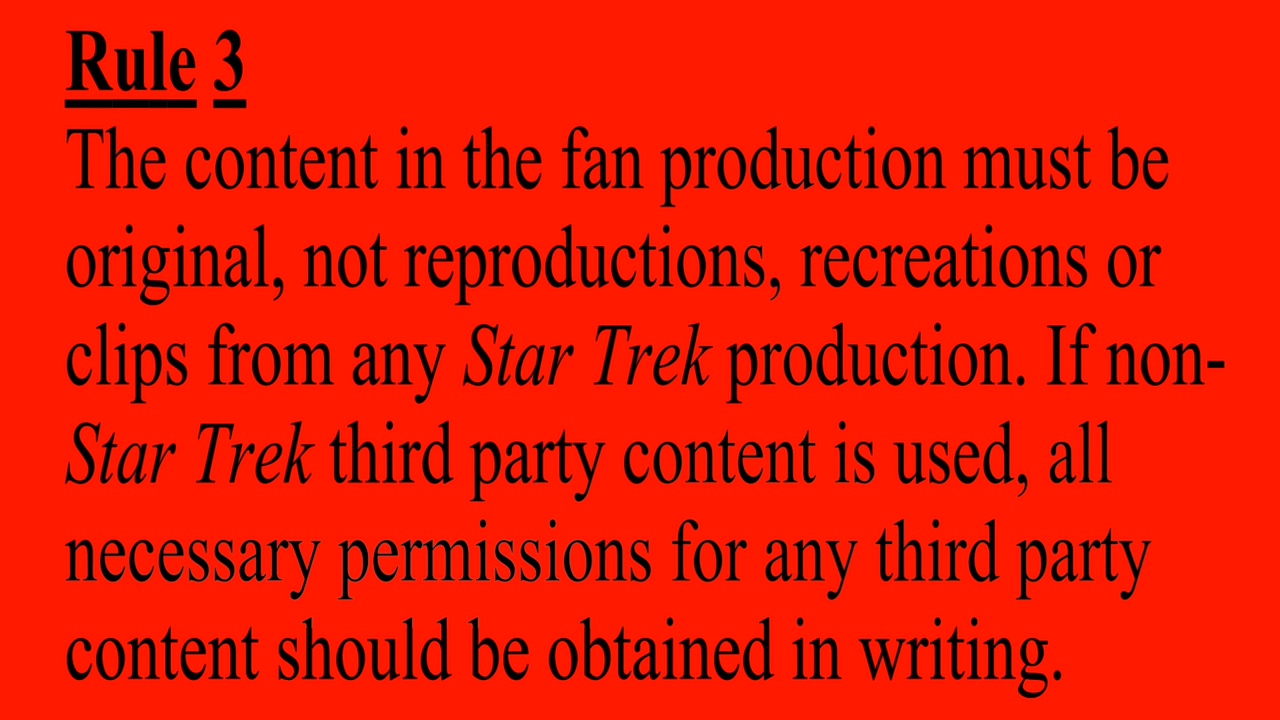 Rule 3
The content in the fan production must be
original, not reproductions, recreations or
clips from any Star Trek production. If non-
Star Trek third party content is used, all
necessary permissions for any third party
content should be obtained in writing.